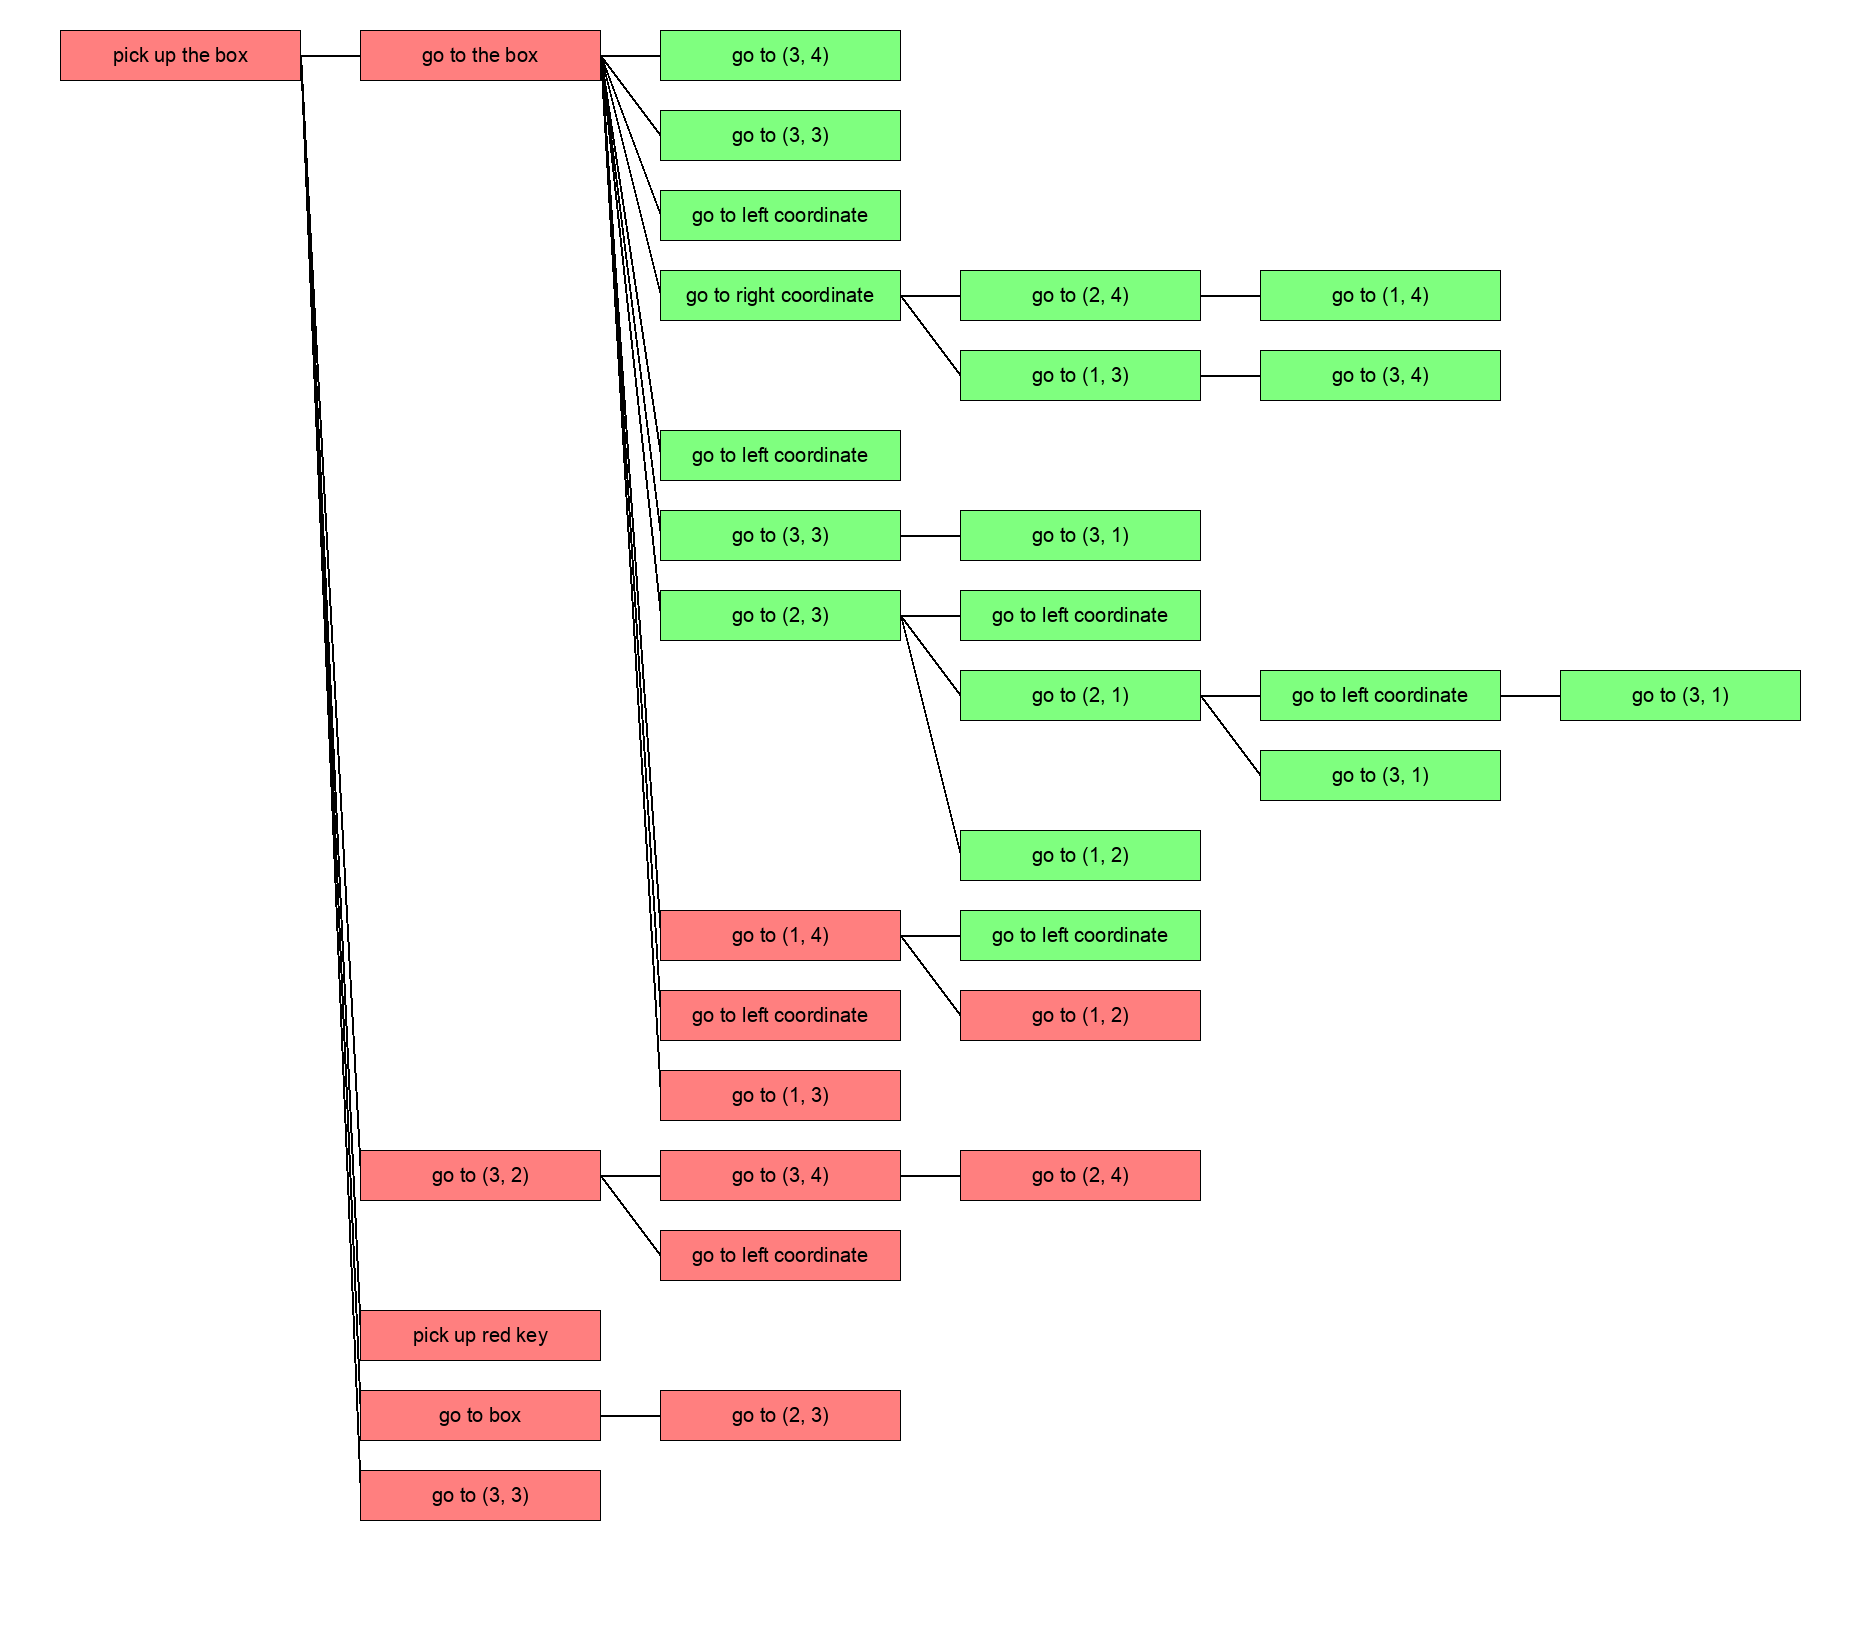 pick up the box
go to the box
go to (3, 4)
go to (3, 3)
go to left coordinate
go to right coordinate
go to (2, 4)
go to (1, 4)
go to (1, 3)
go to (3, 4)
go to left coordinate
go to (3, 3)
go to (3, 1)
go to (2, 3)
go to left coordinate
go to (2, 1)
go to left coordinate
go to (3, 1)
go to (3, 1)
go to (1, 2)
go to (1, 4)
go to left coordinate
go to left coordinate
go to (1, 2)
go to (1, 3)
go to (3, 2)
go to (3, 4)
go to (2, 4)
go to left coordinate
pick up red key
go to box
go to (2, 3)
go to (3, 3)